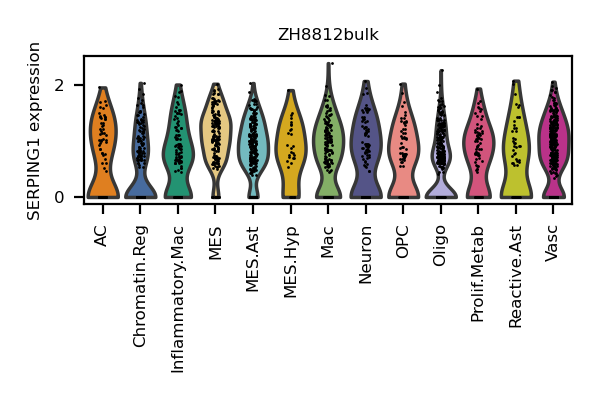 ZH8812bulk
SERPING1 expression
2
0
AC
Chromatin.Reg
Inflammatory.Mac
MES
MES.Ast
MES.Hyp
Mac
Neuron
OPC
Oligo
Prolif.Metab
Reactive.Ast
Vasc